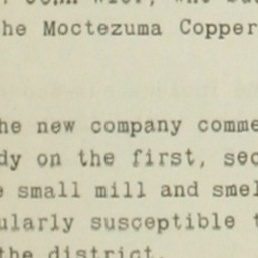 he Moctezuma Copper
he new company comme
dy on the first, sec
e small mill and smel
ularly susceptible t
the district.